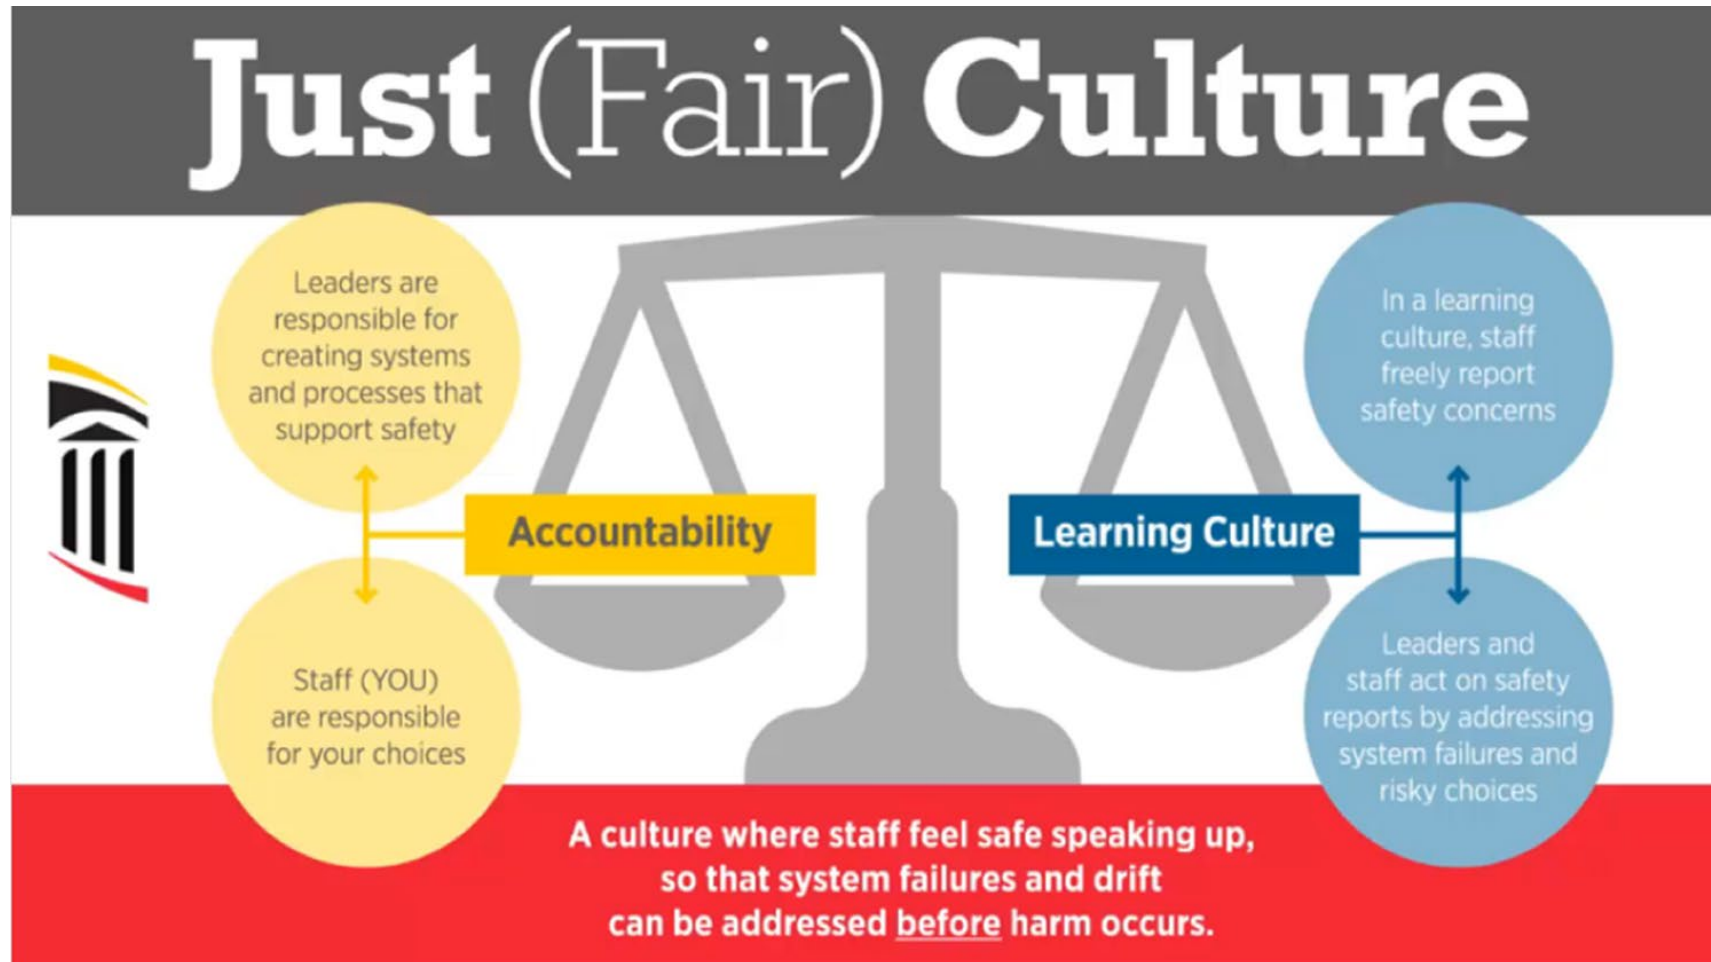 Just (Fair) Culture
Leaders are
responsible for
creating systems
and processes that
support safety
Accountability
Staff (YOU)
are responsible
for your choices
In a learning
culture, staff
freely report
safety concerns
Learning Culture
Leaders and
staff act on safety
reports by addressing
system failures and
risky choices
A culture where staff feel safe speaking up,
so that system failures and drift
can be addressed before harm occurs.